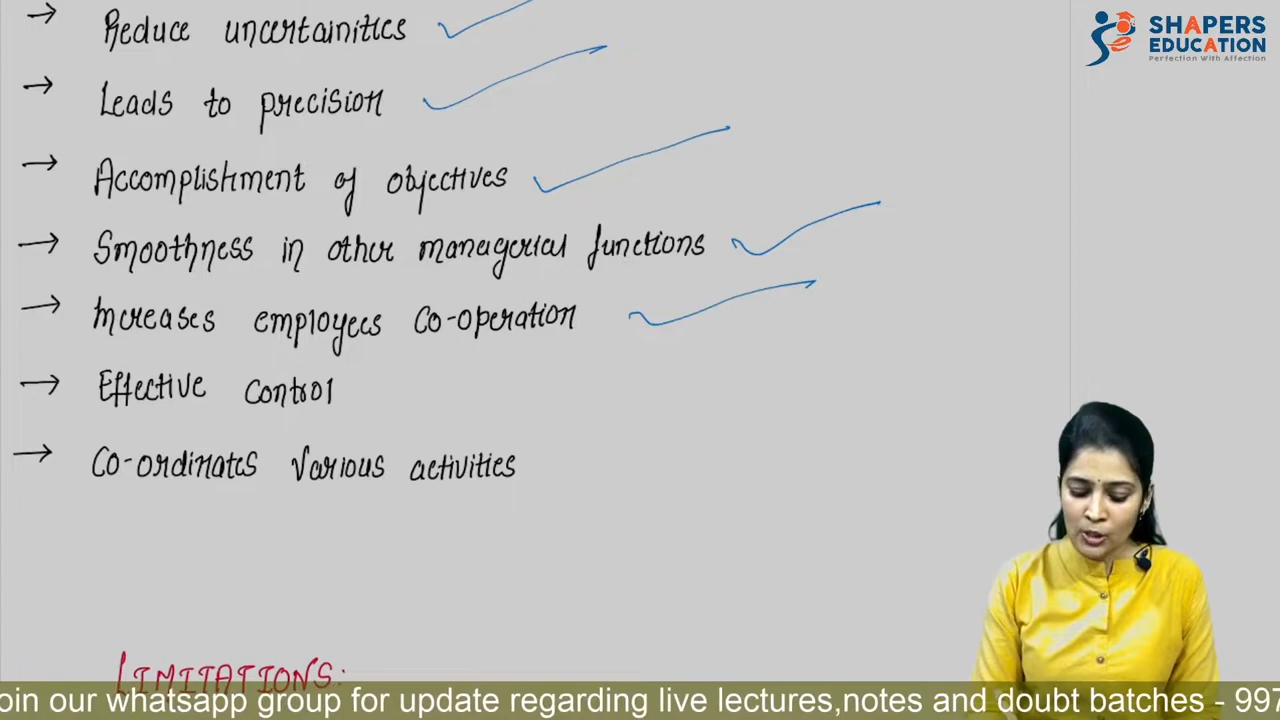 → Reduce uncertainities
→ Leads to precision
→ Accomplishment of objectives
→ Smoothness in other managerial functions
→ Increases employees Co-operation
→ Effective Control
→ Co-ordinates Various activities
LIMITATIONS:
SHAPERS
EDUCATION
Perfection With Affection
oin our whatsapp group for update regarding live lectures,notes and doubt batches - 997